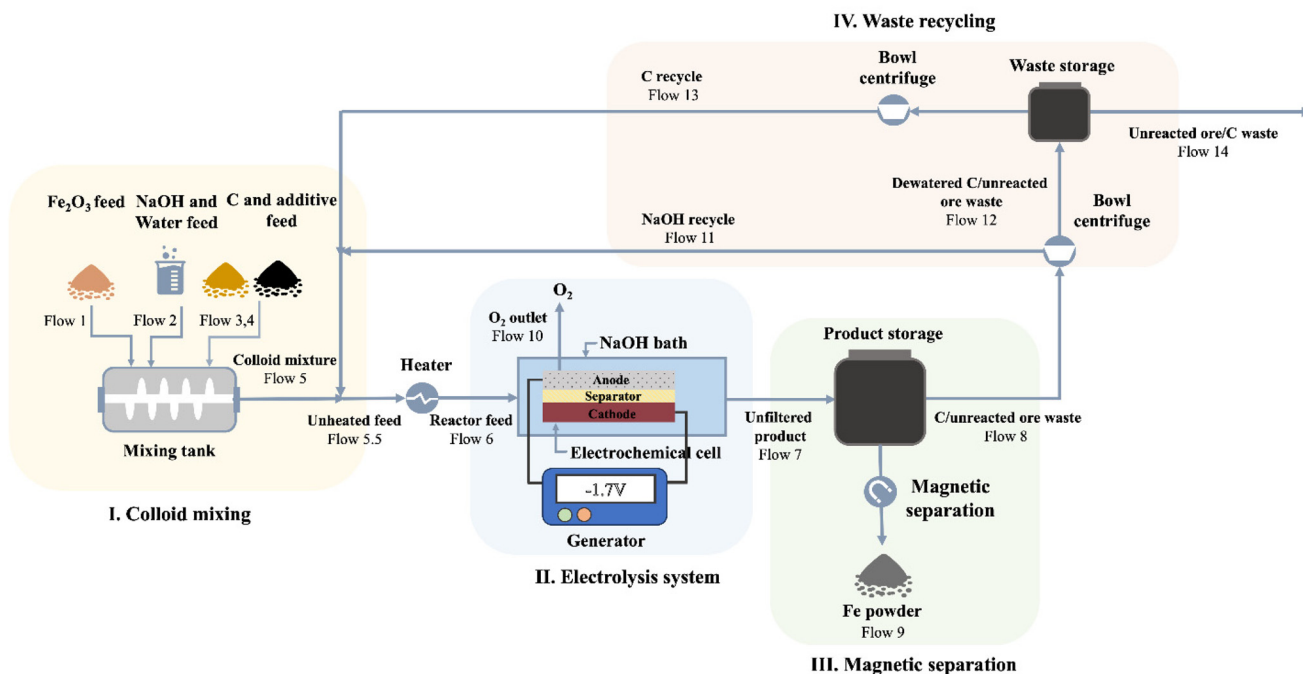 IV. Waste recycling
Bowl
centrifuge
Waste storage
C recycle
Flow 13
Unreacted ore/C waste
Flow 14
Dewatered C/unreacted
ore waste
Flow 12
Bowl
centrifuge
NaOH recycle
Flow 11
Fe₂O₃ feed
NaOH and
Water feed
C and additive
feed
Flow 1
Flow 2
Flow 3,4
Colloid mixture
Flow 5
Mixing tank
I. Colloid mixing
Unheated feed
Flow 5.5
Heater
Reactor feed
Flow 6
O₂
O₂ outlet
Flow 10
NaOH bath
Anode
Separator
Cathode
Electrochemical cell
-1.7V
Generator
II. Electrolysis system
Unfiltered
product
Flow 7
Product storage
C/unreacted ore waste
Flow 8
Magnetic
separation
Fe powder
Flow 9
III. Magnetic separation